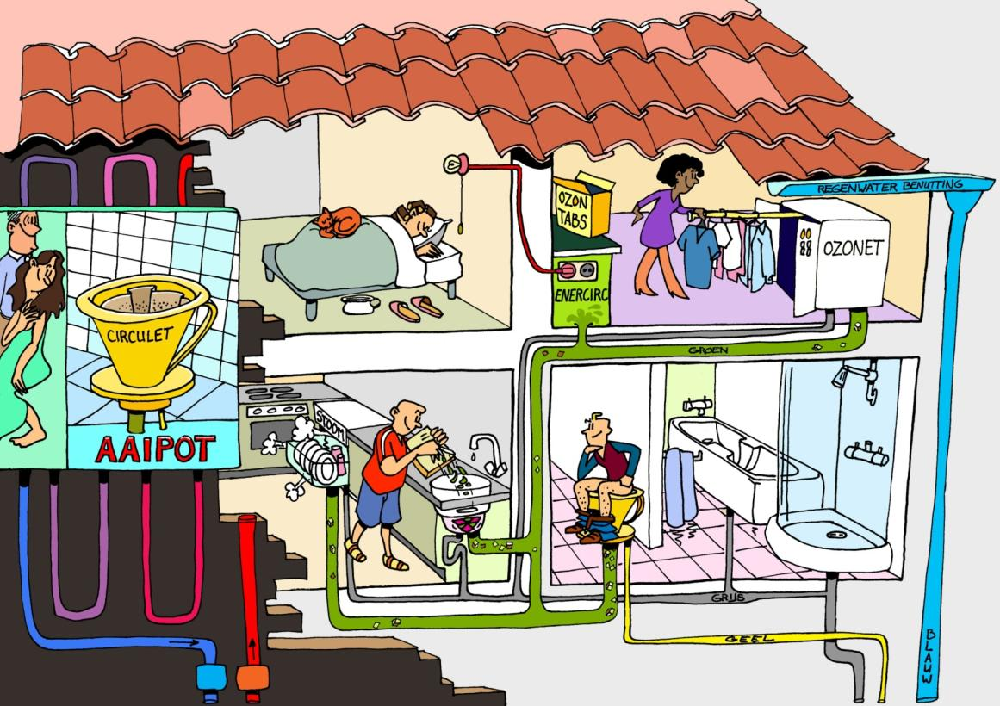 REGENWATER BENUTTING
OZON
TABS
OZONET
ENERCIRC
CIRCULET
GROEN
STOOM
AAIPOT
GRIJS
GEEL
BLAUW